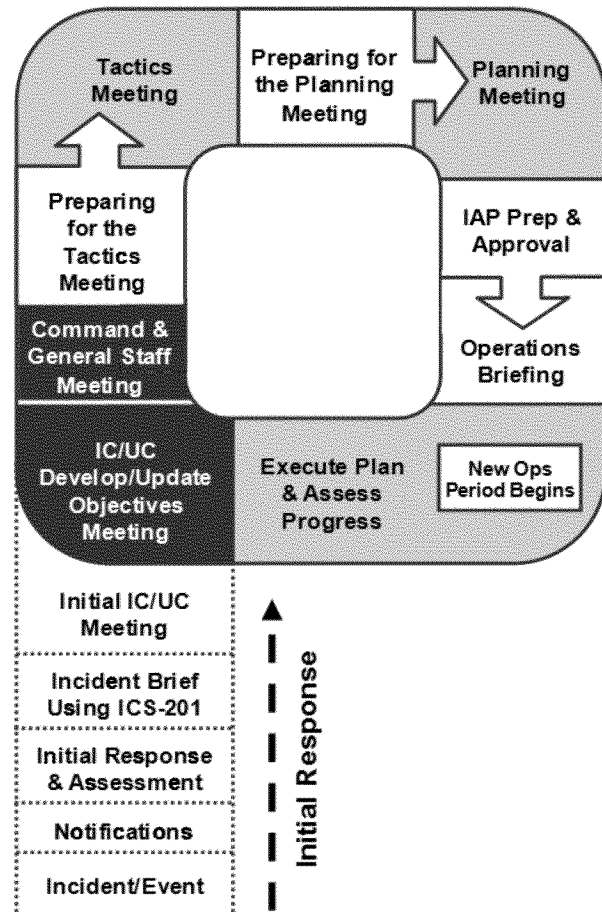 Tactics
Meeting
Preparing for
the Planning
Meeting
Planning
Meeting
Preparing
for the
Tactics
Meeting
IAP Prep &
Approval
Command &
General Staff
Meeting
Operations
Briefing
IC/UC
Develop/Update
Objectives
Meeting
Execute Plan
& Assess
Progress
New Ops
Period Begins
Initial IC/UC
Meeting
Incident Brief
Using ICS-201
Initial Response
& Assessment
Notifications
Incident/Event
Initial Response